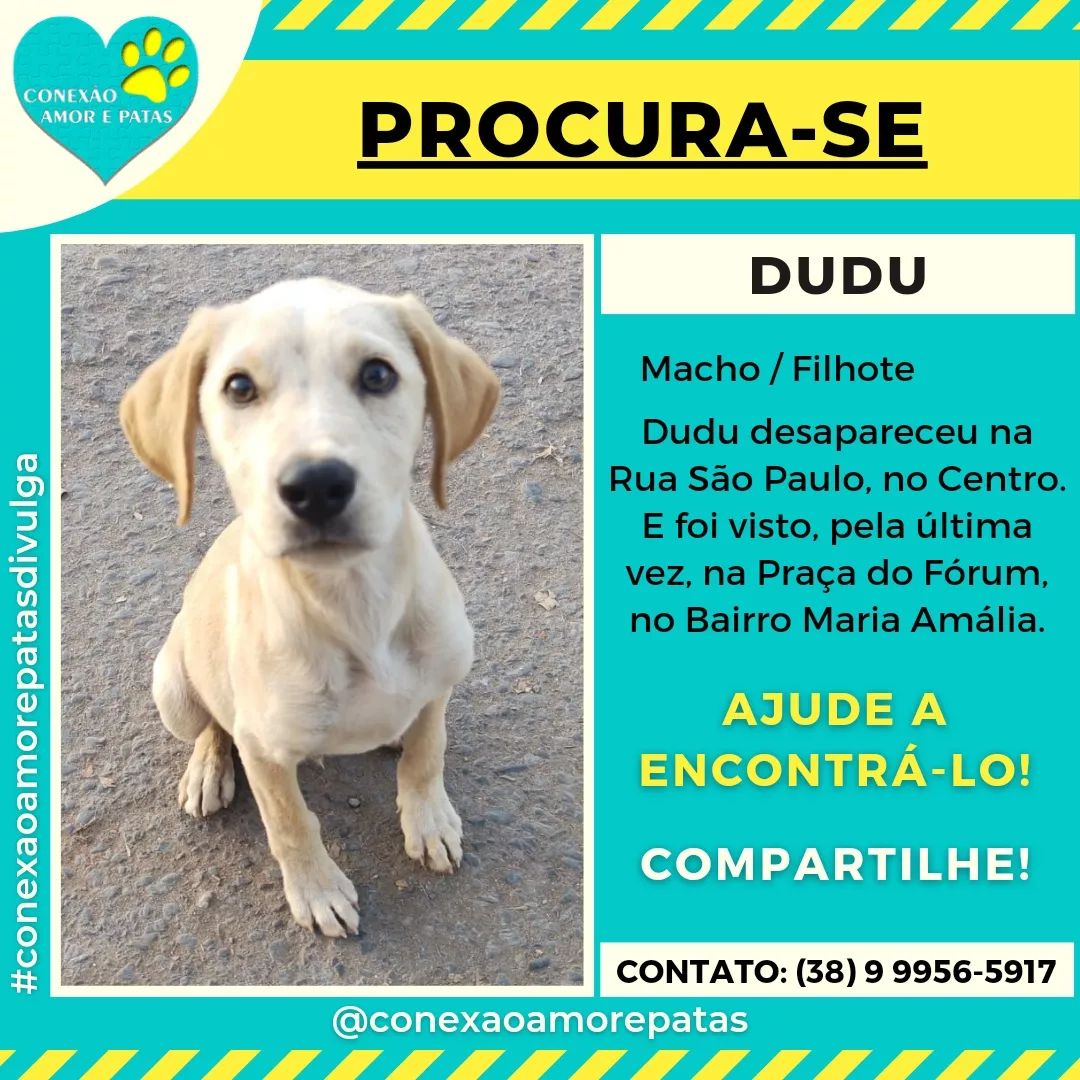 CONEXÃO
AMOR E PATAS
PROCURA-SE
DUDU
Macho / Filhote
Dudu desapareceu na
Rua São Paulo, no Centro.
E foi visto, pela última
vez, na Praça do Fórum,
no Bairro Maria Amália.
AJUDE A
ENCONTRÁ-LO!
COMPARTILHE!
CONTATO: (38) 9 9956-5917
#conexaoamorepatasdivulga
@conexaoamorepatas